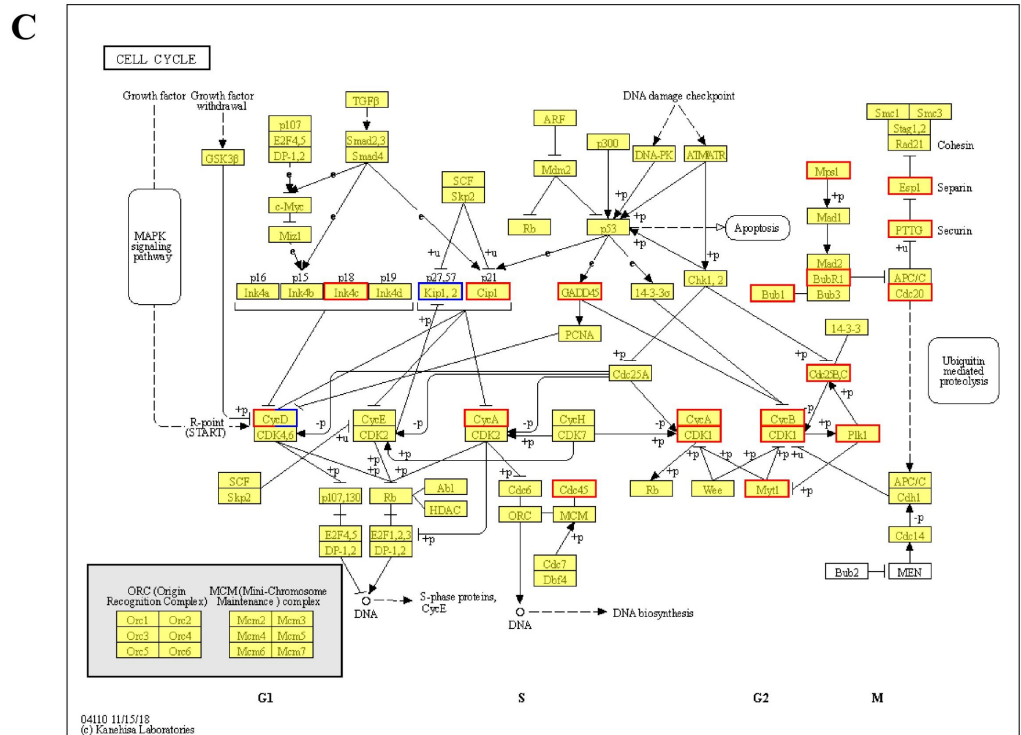 C
CELL CYCLE
Growth factor
Growth factor
withdrawal
TGFβ
DNA damage checkpoint
Smc1 Smc3
Stag1,2
Rad21
Cohesin
p107
E2F4,5
DP-1,2
Smad2,3
Smad4
ARF
p300
DNA-PK
ATM/ATR
GSK3β
Mdm2
SCF
Skp2
Mps1
Esp1
Separin
e
e
e
+p
+p
+p
+p
c-Myc
Mad1
Rb
p53
Apoptosis
PTTG
Securin
Miz1
MAPK
signaling
pathway
+u
+u
e
e
e
+p
+u
Mad2
p16 p15 p18 p19 p27,57 p21
Ink4a Ink4b Ink4c Ink4d Kip1, 2 Cip1
GADD45
14-3-3σ
Chk1, 2
BubR1
Bub1
Bub3
APC/C
Cdc20
+p
PCNA
14-3-3
+p
+p
Cdc25A
Cdc25B,C
Ubiquitin
mediated
proteolysis
R-point
(START)
+p
CycD
CDK4,6
-p
+u
CycE
CDK2
-p
CycA
CDK2
-p
+p
CycH
CDK7
-p
+p
CycA
CDK1
CycB
CDK1
-p
+p
+p
Plk1
+p
+p
+p
+p
+p
+p
+p
+p
+p
+u
SCF
Skp2
p107,130
Rb
Abl
HDAC
Cdc6
ORC
Cdc45
MCM
Rb
Wee
Myt1
+p
APC/C
Cdh1
-p
Cdc14
E2F4,5
DP-1,2
E2F1,2,3
DP-1,2
+p
+p
Cdc7
Dbf4
Bub2
MEN
DNA
S-phase proteins,
CycE
DNA
DNA biosynthesis
ORC (Origin
Recognition Complex)
MCM (Mini-Chromosome
Maintenance ) complex
Orc1 Orc2
Orc3 Orc4
Orc5 Orc6
Mcm2 Mcm3
Mcm4 Mcm5
Mcm6 Mcm7
G1 S G2 M
04110 11/15/18
(c) Kanehisa Laboratories